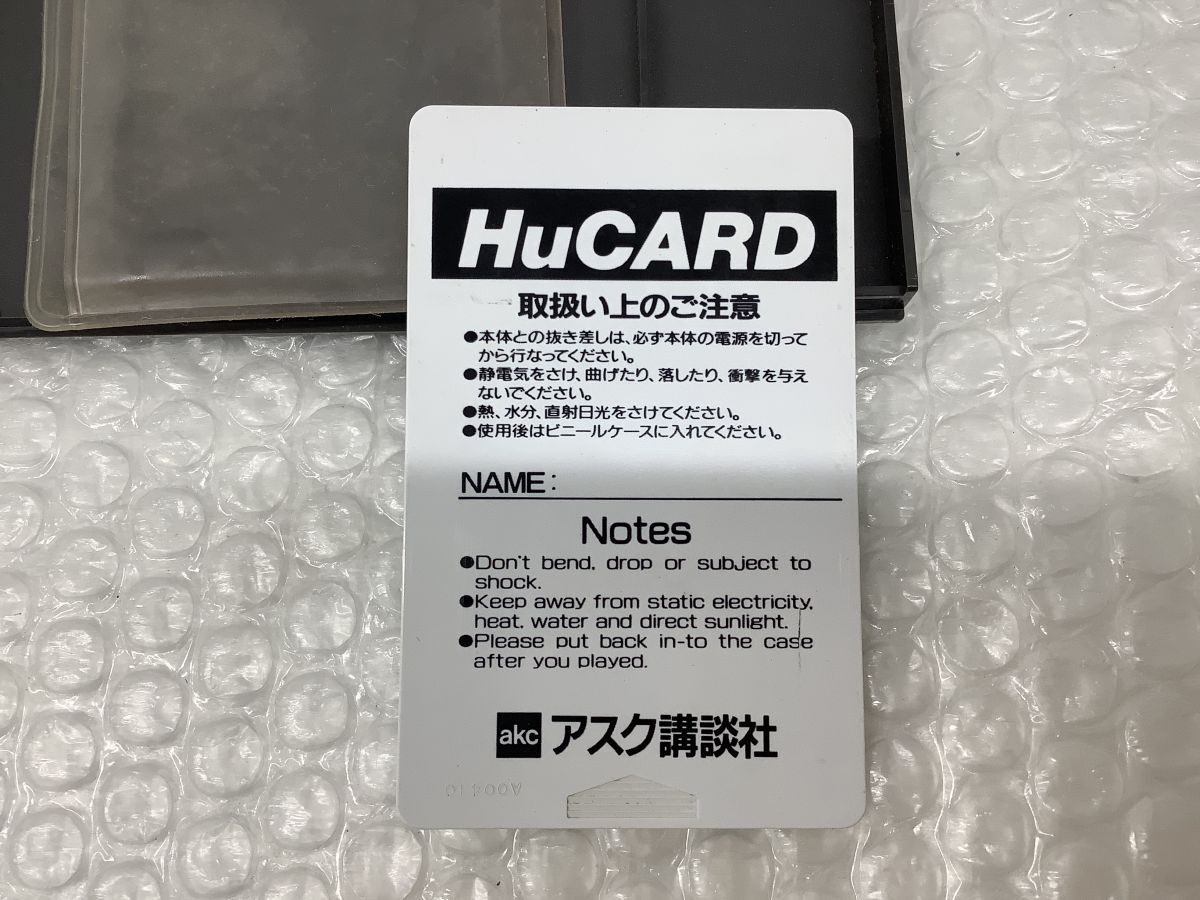 HuCARD
取扱い上のご注意
●本体との抜き差しは、必ず本体の電源を切って
から行なってください。
●静電気をさけ、曲げたり、落したり、衝撃を与え
ないでください。
●熱、水分、直射日光をさけてください。
●使用後はビニールケースに入れてください。
NAME:
Notes
●Don't bend, drop or subject to
shock.
●Keep away from static electricity,
heat, water and direct sunlight.
●Please put back in-to the case
after you played.
akc アスク講談社